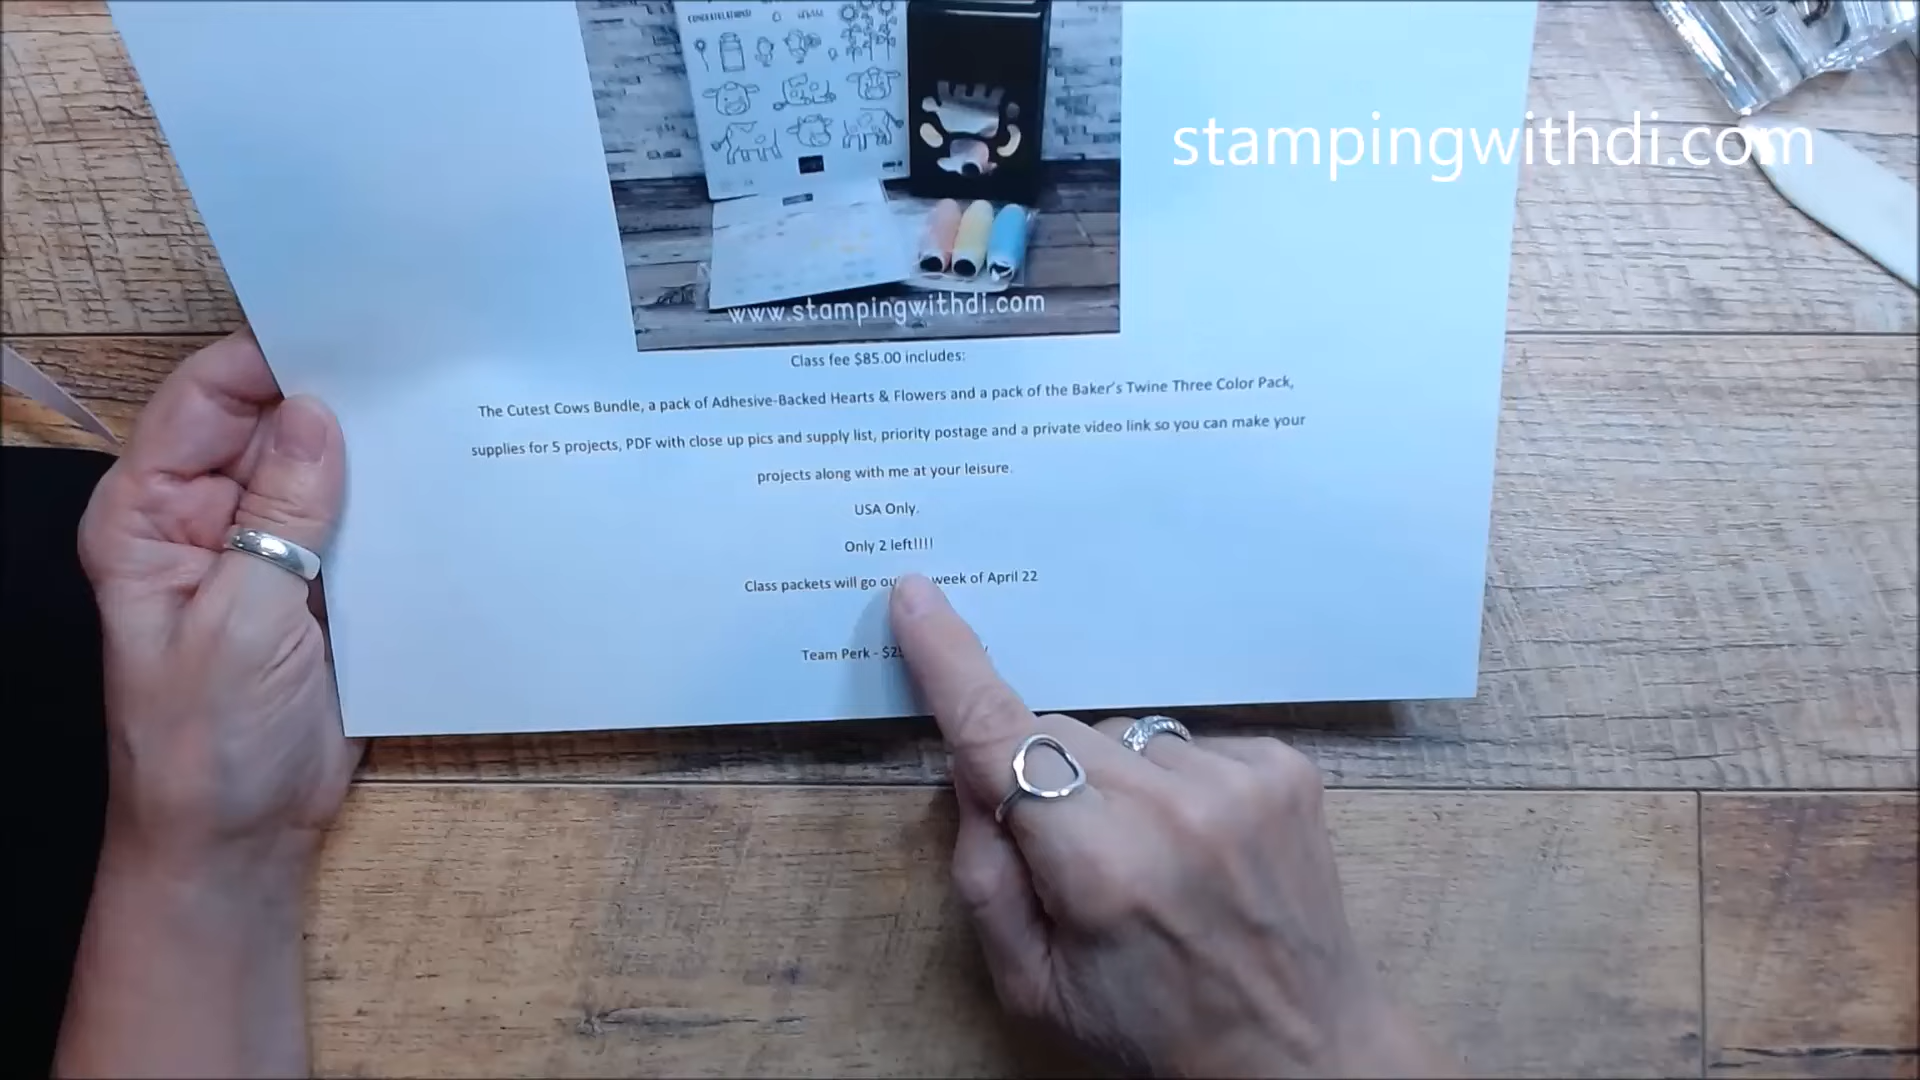 CONGRATULATIONS!
stampingwithdi.com
www.stampingwithdi.com
Class fee $85.00 includes:
The Cutest Cows Bundle, a pack of Adhesive-Backed Hearts & Flowers and a pack of the Baker's Twine Three Color Pack,
supplies for 5 projects, PDF with close up pics and supply list, priority postage and a private video link so you can make your
projects along with me at your leisure.
USA Only.
Only 2 left!!!!
Class packets will go week of April 22
Team Perk -